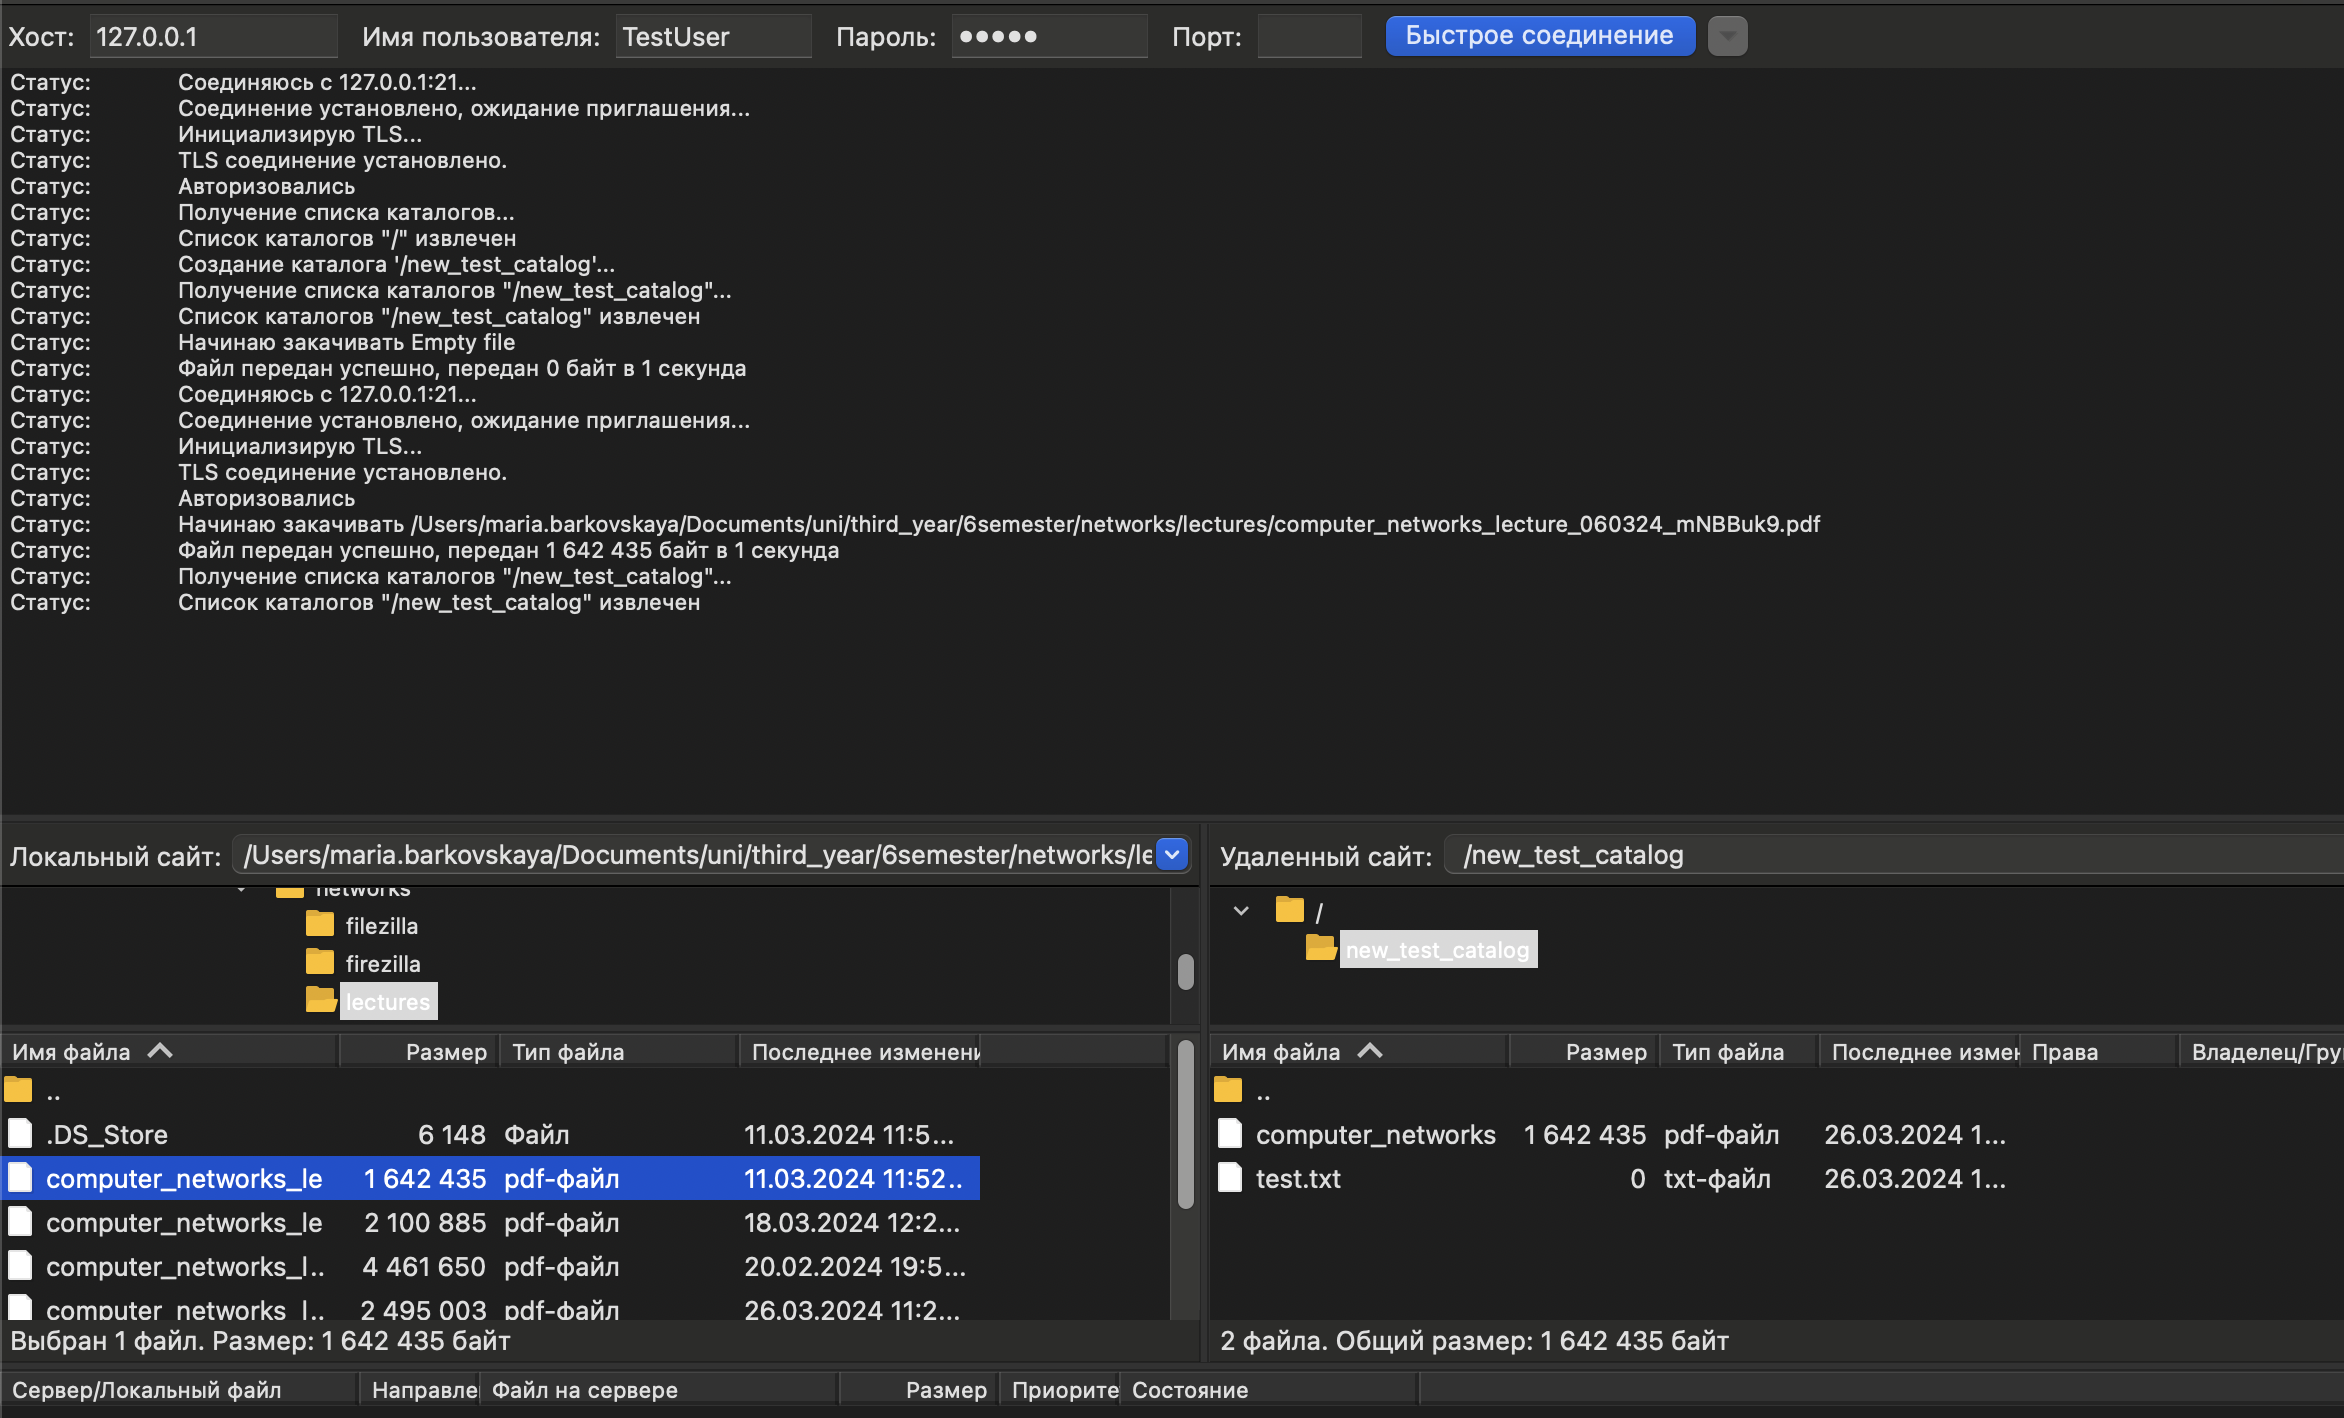 Хост: 127.0.0.1 Имя пользователя: TestUser Пароль: ●●●●● Порт: Быстрое соединение
Статус: Соединяюсь с 127.0.0.1:21...
Статус: Соединение установлено, ожидание приглашения...
Статус: Инициализирую TLS...
Статус: TLS соединение установлено.
Статус: Авторизовались
Статус: Получение списка каталогов...
Статус: Список каталогов "/" извлечен
Статус: Создание каталога '/new_test_catalog'...
Статус: Получение списка каталогов "/new_test_catalog"...
Статус: Список каталогов "/new_test_catalog" извлечен
Статус: Начинаю закачивать Empty file
Статус: Файл передан успешно, передан 0 байт в 1 секунда
Статус: Соединяюсь с 127.0.0.1:21...
Статус: Соединение установлено, ожидание приглашения...
Статус: Инициализирую TLS...
Статус: TLS соединение установлено.
Статус: Авторизовались
Статус: Начинаю закачивать /Users/maria.barkovskaya/Documents/uni/third_year/6semester/networks/lectures/computer_networks_lecture_060324_mNBBuk9.pdf
Статус: Файл передан успешно, передан 1 642 435 байт в 1 секунда
Статус: Получение списка каталогов "/new_test_catalog"...
Статус: Список каталогов "/new_test_catalog" извлечен
Локальный сайт: /Users/maria.barkovskaya/Documents/uni/third_year/6semester/networks/le
networks
filezilla
firezilla
lectures
Имя файла Размер Тип файла Последнее изменени
..
.DS_Store 6 148 Файл 11.03.2024 11:5...
computer_networks_le 1 642 435 pdf-файл 11.03.2024 11:52..
computer_networks_le 2 100 885 pdf-файл 18.03.2024 12:2...
computer_networks_l.. 4 461 650 pdf-файл 20.02.2024 19:5...
computer_networks_l.. 2 495 003 pdf-файл 26.03.2024 11:2...
Выбран 1 файл. Размер: 1 642 435 байт
Удаленный сайт: /new_test_catalog
/
new_test_catalog
Имя файла Размер Тип файла Последнее измен Права Владелец/Гру
..
computer_networks 1 642 435 pdf-файл 26.03.2024 1...
test.txt 0 txt-файл 26.03.2024 1...
2 файла. Общий размер: 1 642 435 байт
Сервер/Локальный файл Направле Файл на сервере Размер Приорите Состояние